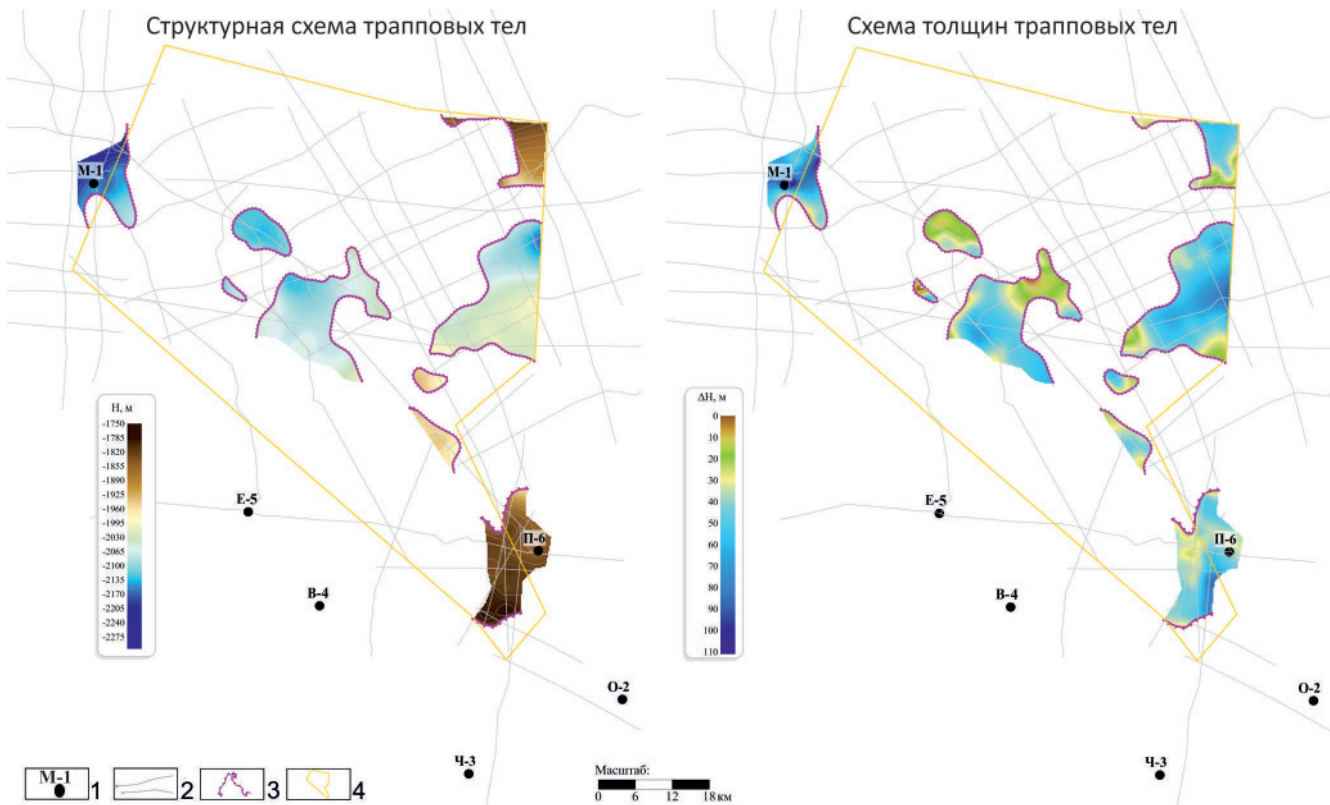 Структурная схема трапповых тел
Схема толщин трапповых тел
М-1
Н, м
-1750
-1785
-1820
-1855
-1890
-1925
-1960
-1995
-2030
-2065
-2100
-2135
-2170
-2205
-2240
-2275
Е-5
П-6
В-4
О-2
Ч-3
М-1
ΔH, м
0
10
20
30
40
50
60
70
80
90
100
110
Е-5
П-6
В-4
О-2
Ч-3
М-1 1 2 3 4
Масштаб:
0 6 12 18 км